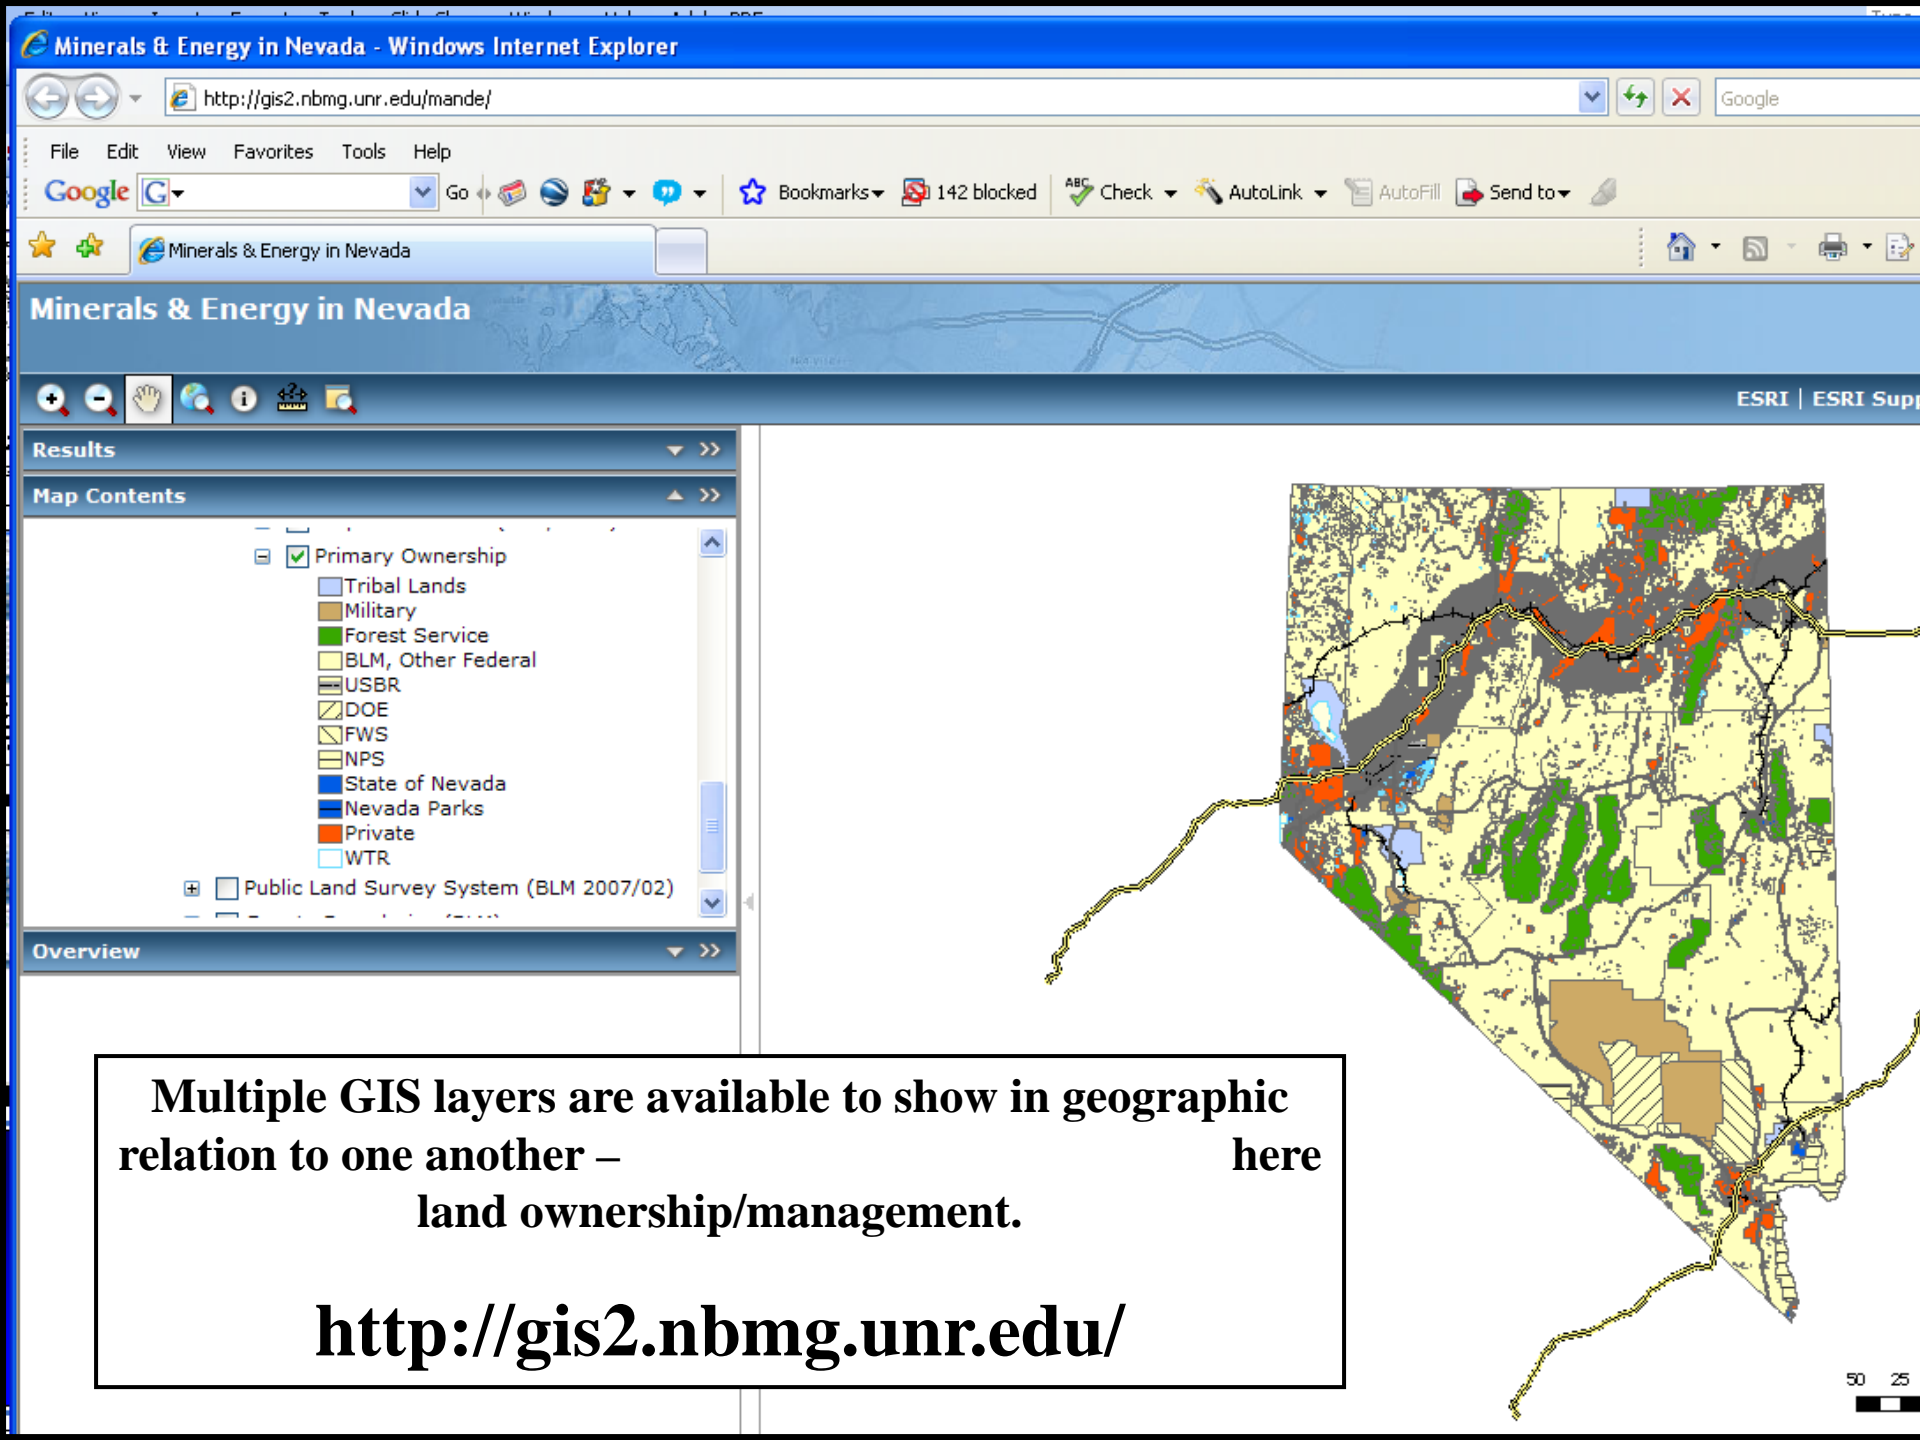 Minerals & Energy in Nevada - Windows Internet Explorer
http://gis2.nbmg.unr.edu/mande/
Google
File Edit View Favorites Tools Help
Google G Go Bookmarks 142 blocked ABC Check AutoLink AutoFill Send to
Minerals & Energy in Nevada
Minerals & Energy in Nevada
ESRI | ESRI Supp
Results
Map Contents
Primary Ownership
Tribal Lands
Military
Forest Service
BLM, Other Federal
USBR
DOE
FWS
NPS
State of Nevada
Nevada Parks
Private
WTR
Public Land Survey System (BLM 2007/02)
Overview
Multiple GIS layers are available to show in geographic
relation to one another – here
land ownership/management.
http://gis2.nbmg.unr.edu/
50 25